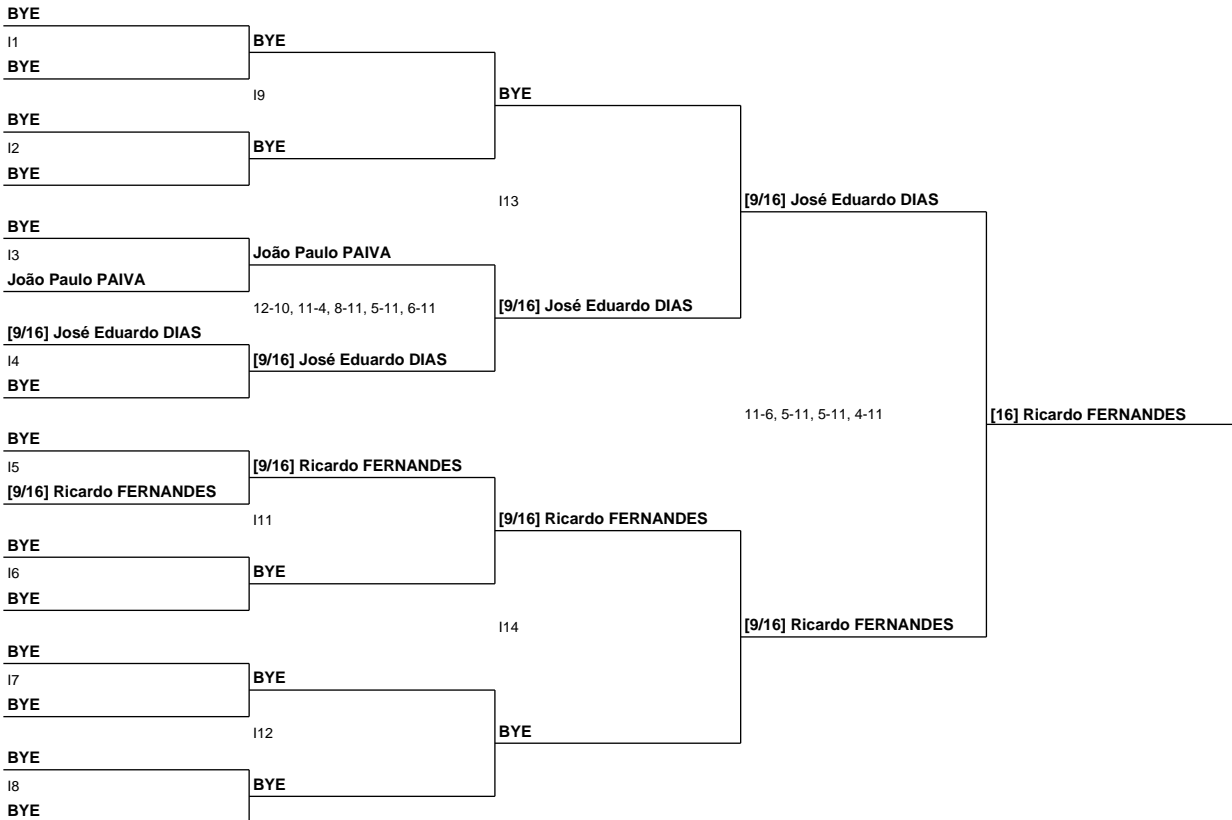 BYE
I1
BYE
BYE
I9
BYE
BYE
I2
BYE
BYE
I13
[9/16] José Eduardo DIAS
BYE
I3
João Paulo PAIVA
João Paulo PAIVA
12-10, 11-4, 8-11, 5-11, 6-11
[9/16] José Eduardo DIAS
[9/16] José Eduardo DIAS
I4
[9/16] José Eduardo DIAS
BYE
11-6, 5-11, 5-11, 4-11
[16] Ricardo FERNANDES
BYE
I5
[9/16] Ricardo FERNANDES
[9/16] Ricardo FERNANDES
I11
[9/16] Ricardo FERNANDES
BYE
I6
BYE
BYE
I14
[9/16] Ricardo FERNANDES
BYE
I7
BYE
BYE
I12
BYE
BYE
I8
BYE
BYE